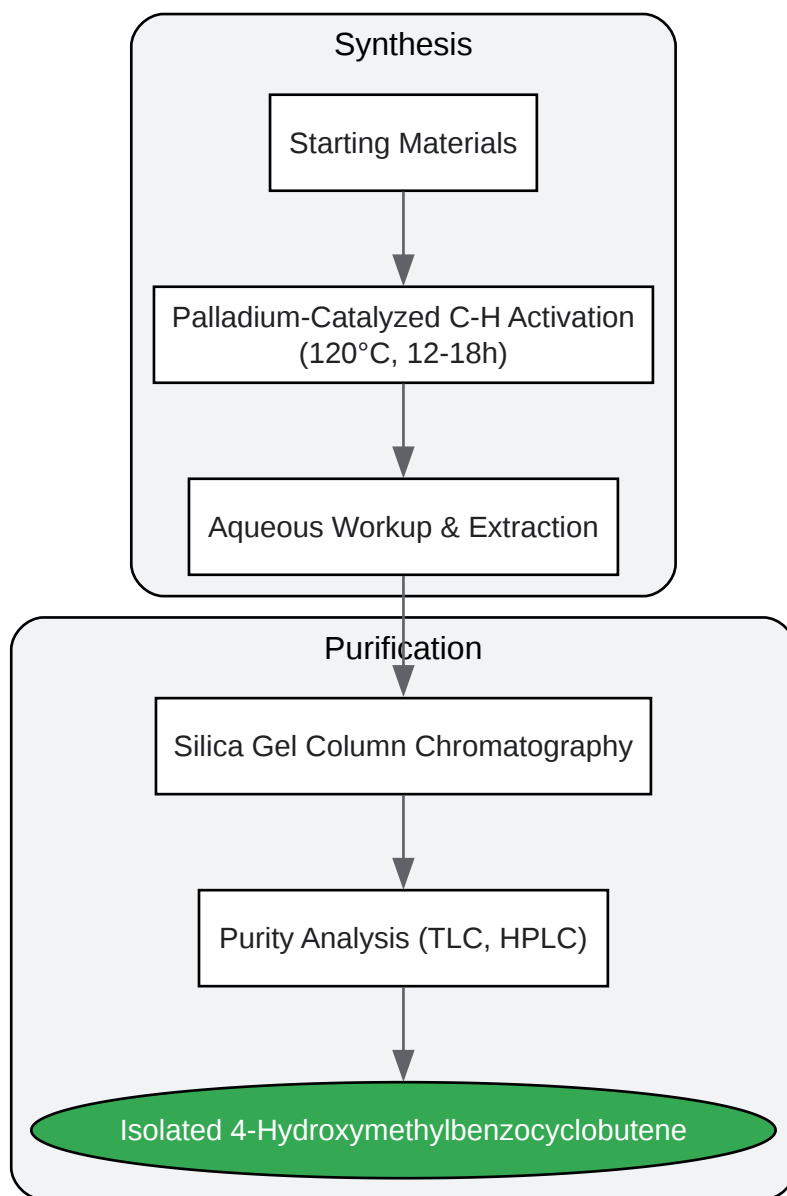 Synthesis
Starting Materials
Palladium-Catalyzed C-H Activation
(120°C, 12-18h)
Aqueous Workup & Extraction
Purification
Silica Gel Column Chromatography
Purity Analysis (TLC, HPLC)
Isolated 4-Hydroxymethylbenzocyclobutene